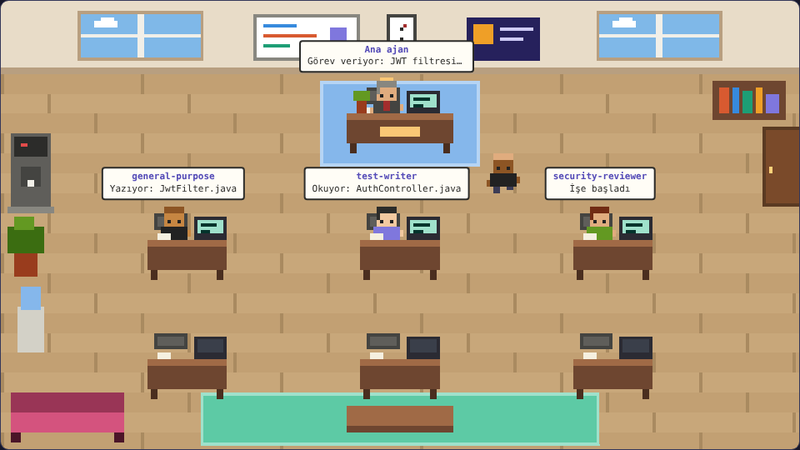 Ana ajan
Görev veriyor: JWT filtresi…
general-purpose
Yazıyor: JwtFilter.java
test-writer
Okuyor: AuthController.java
security-reviewer
İşe başladı